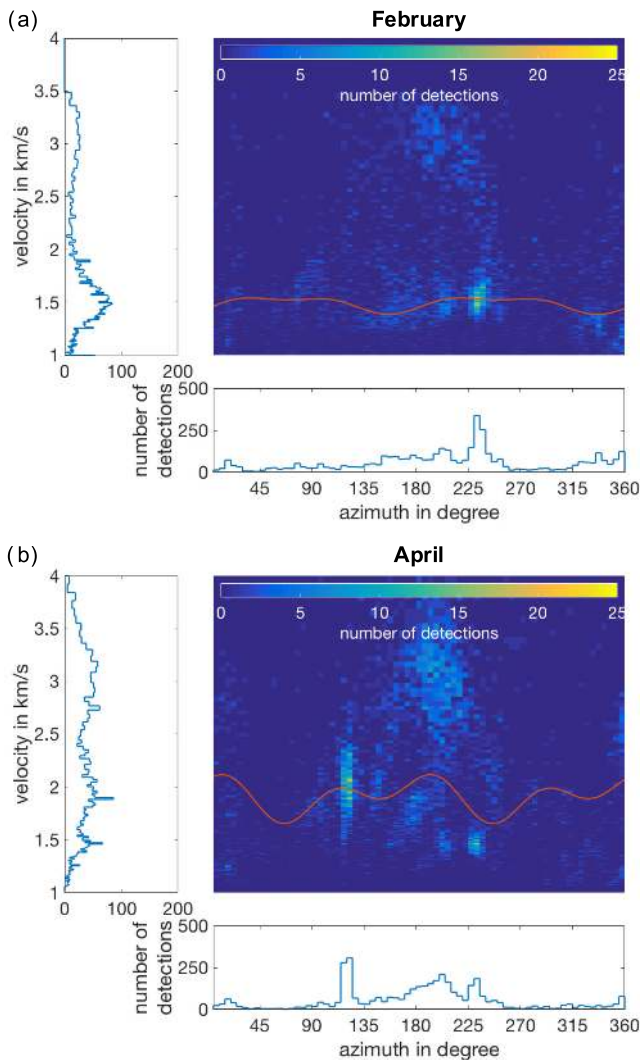 (a) February
4
3.5
3
2.5
2
1.5
1
velocity in km/s
0 100 200
0 5 10 15 20 25
number of detections
number of
detections
500
250
0
45 90 135 180 225 270 315 360
azimuth in degree
(b) April
4
3.5
3
2.5
2
1.5
1
velocity in km/s
0 100 200
0 5 10 15 20 25
number of detections
number of
detections
500
250
0
45 90 135 180 225 270 315 360
azimuth in degree